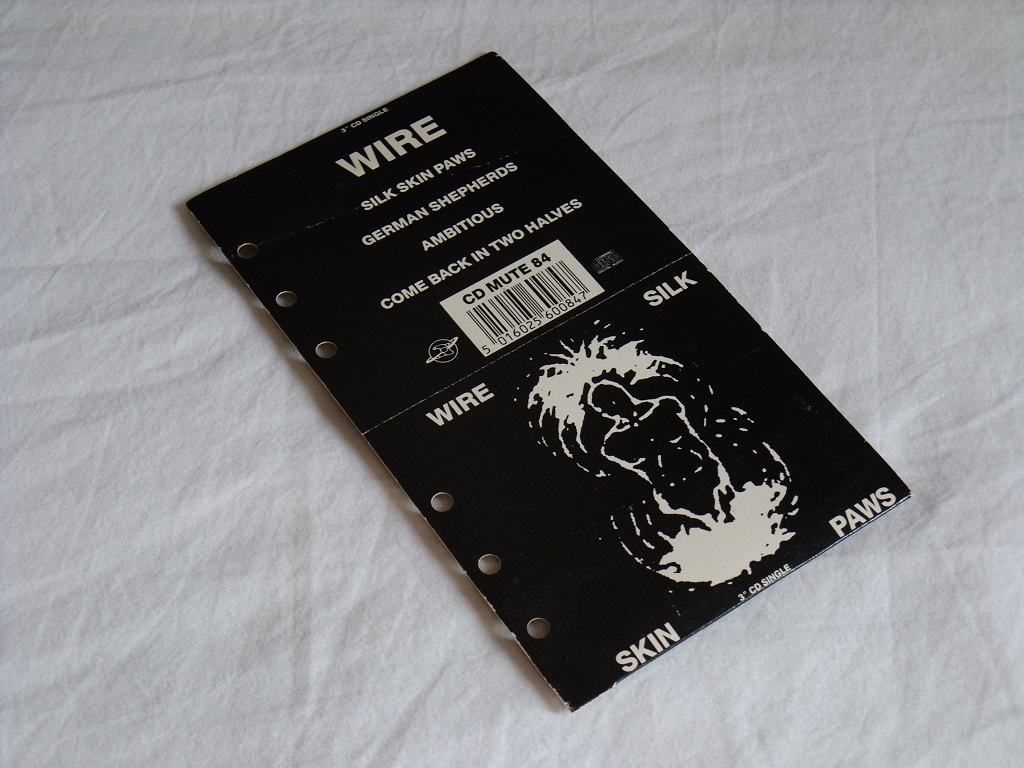 3" CD SINGLE
WIRE
SILK SKIN PAWS
GERMAN SHEPHERDS
AMBITIOUS
COME BACK IN TWO HALVES
CD MUTE 84
5 016025 600847
WIRE
SILK
SKIN
PAWS
3" CD SINGLE